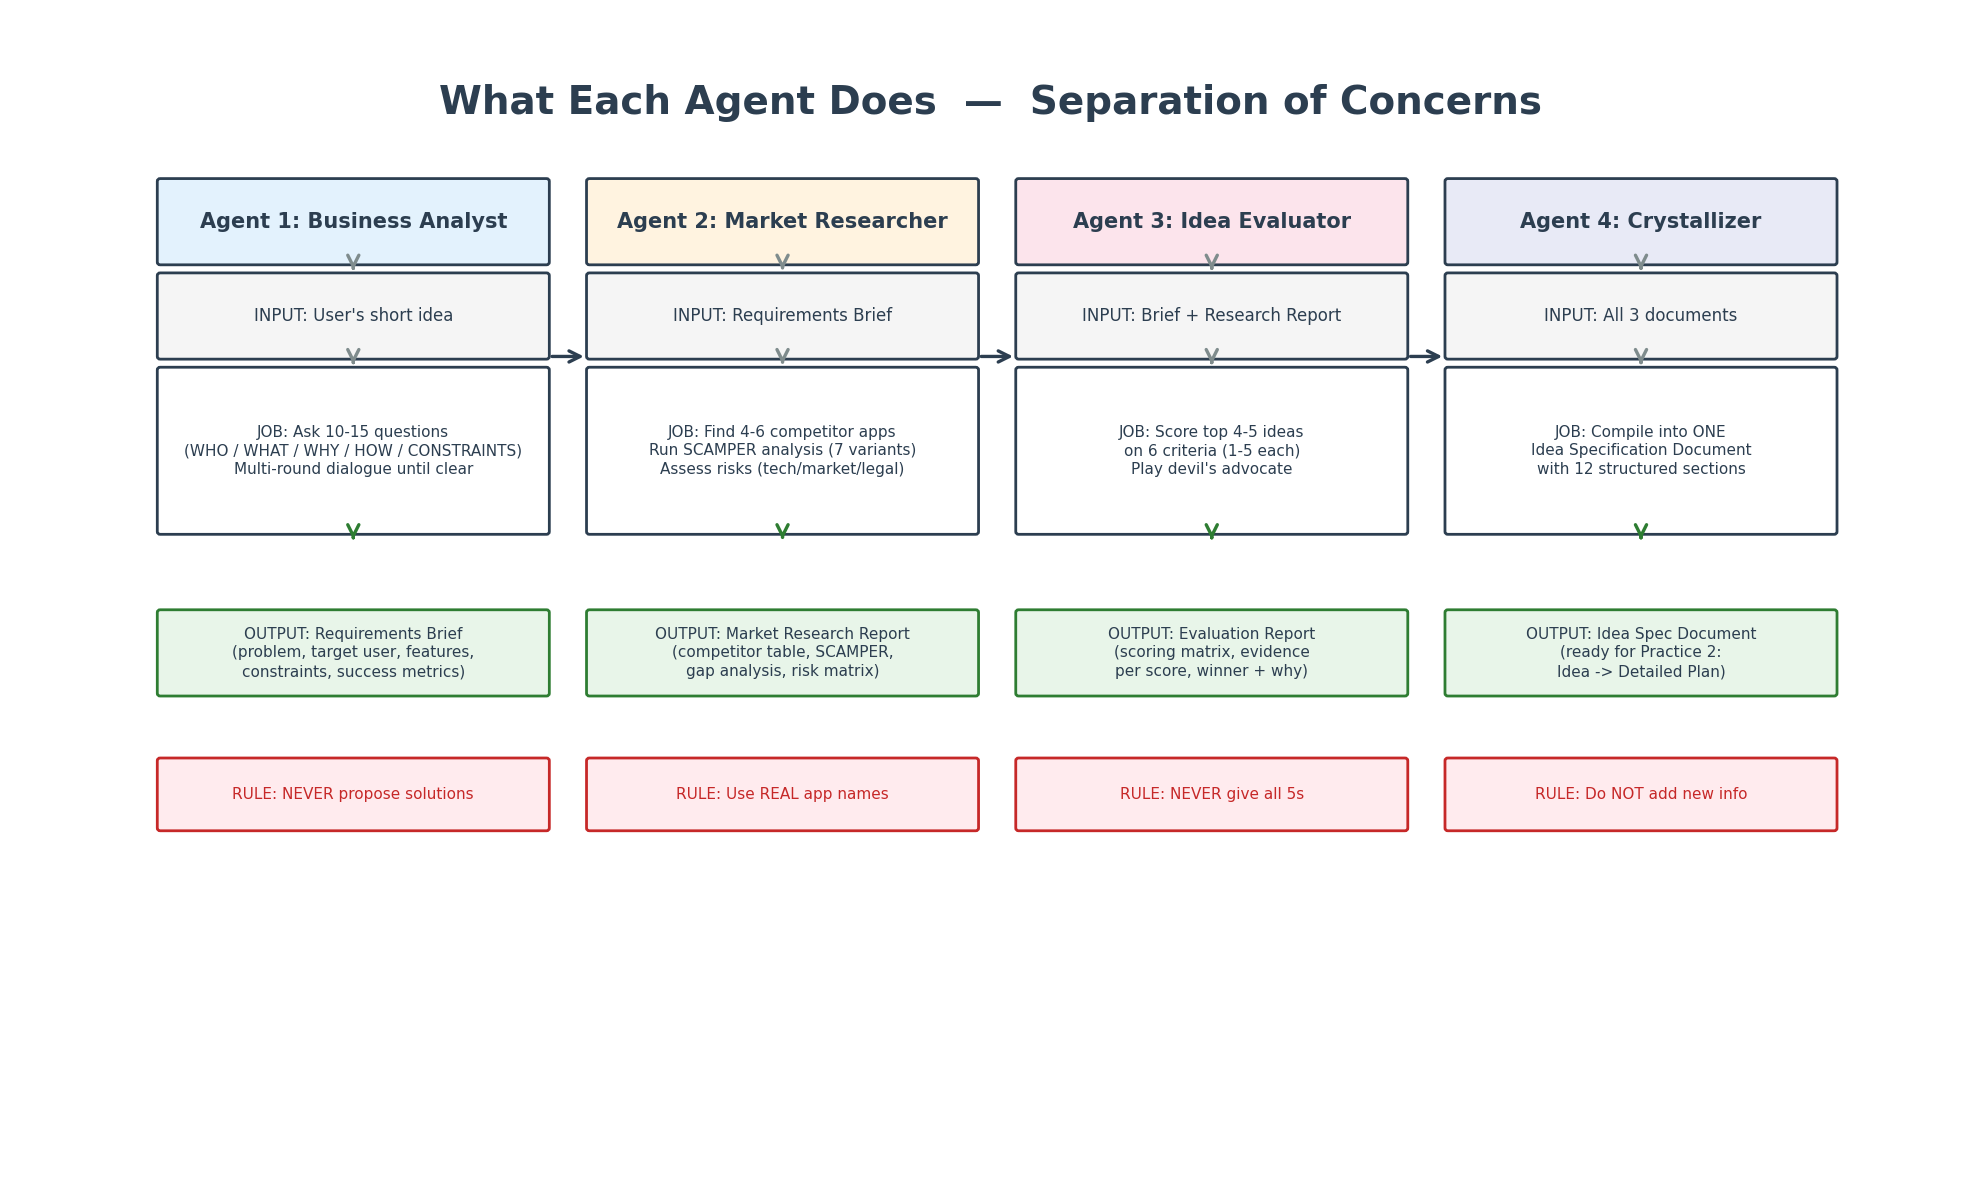 What Each Agent Does — Separation of Concerns
Agent 1: Business Analyst
INPUT: User's short idea
JOB: Ask 10-15 questions
(WHO / WHAT / WHY / HOW / CONSTRAINTS)
Multi-round dialogue until clear
OUTPUT: Requirements Brief
(problem, target user, features,
constraints, success metrics)
RULE: NEVER propose solutions
Agent 2: Market Researcher
INPUT: Requirements Brief
JOB: Find 4-6 competitor apps
Run SCAMPER analysis (7 variants)
Assess risks (tech/market/legal)
OUTPUT: Market Research Report
(competitor table, SCAMPER,
gap analysis, risk matrix)
RULE: Use REAL app names
Agent 3: Idea Evaluator
INPUT: Brief + Research Report
JOB: Score top 4-5 ideas
on 6 criteria (1-5 each)
Play devil's advocate
OUTPUT: Evaluation Report
(scoring matrix, evidence
per score, winner + why)
RULE: NEVER give all 5s
Agent 4: Crystallizer
INPUT: All 3 documents
JOB: Compile into ONE
Idea Specification Document
with 12 structured sections
OUTPUT: Idea Spec Document
(ready for Practice 2:
Idea -> Detailed Plan)
RULE: Do NOT add new info